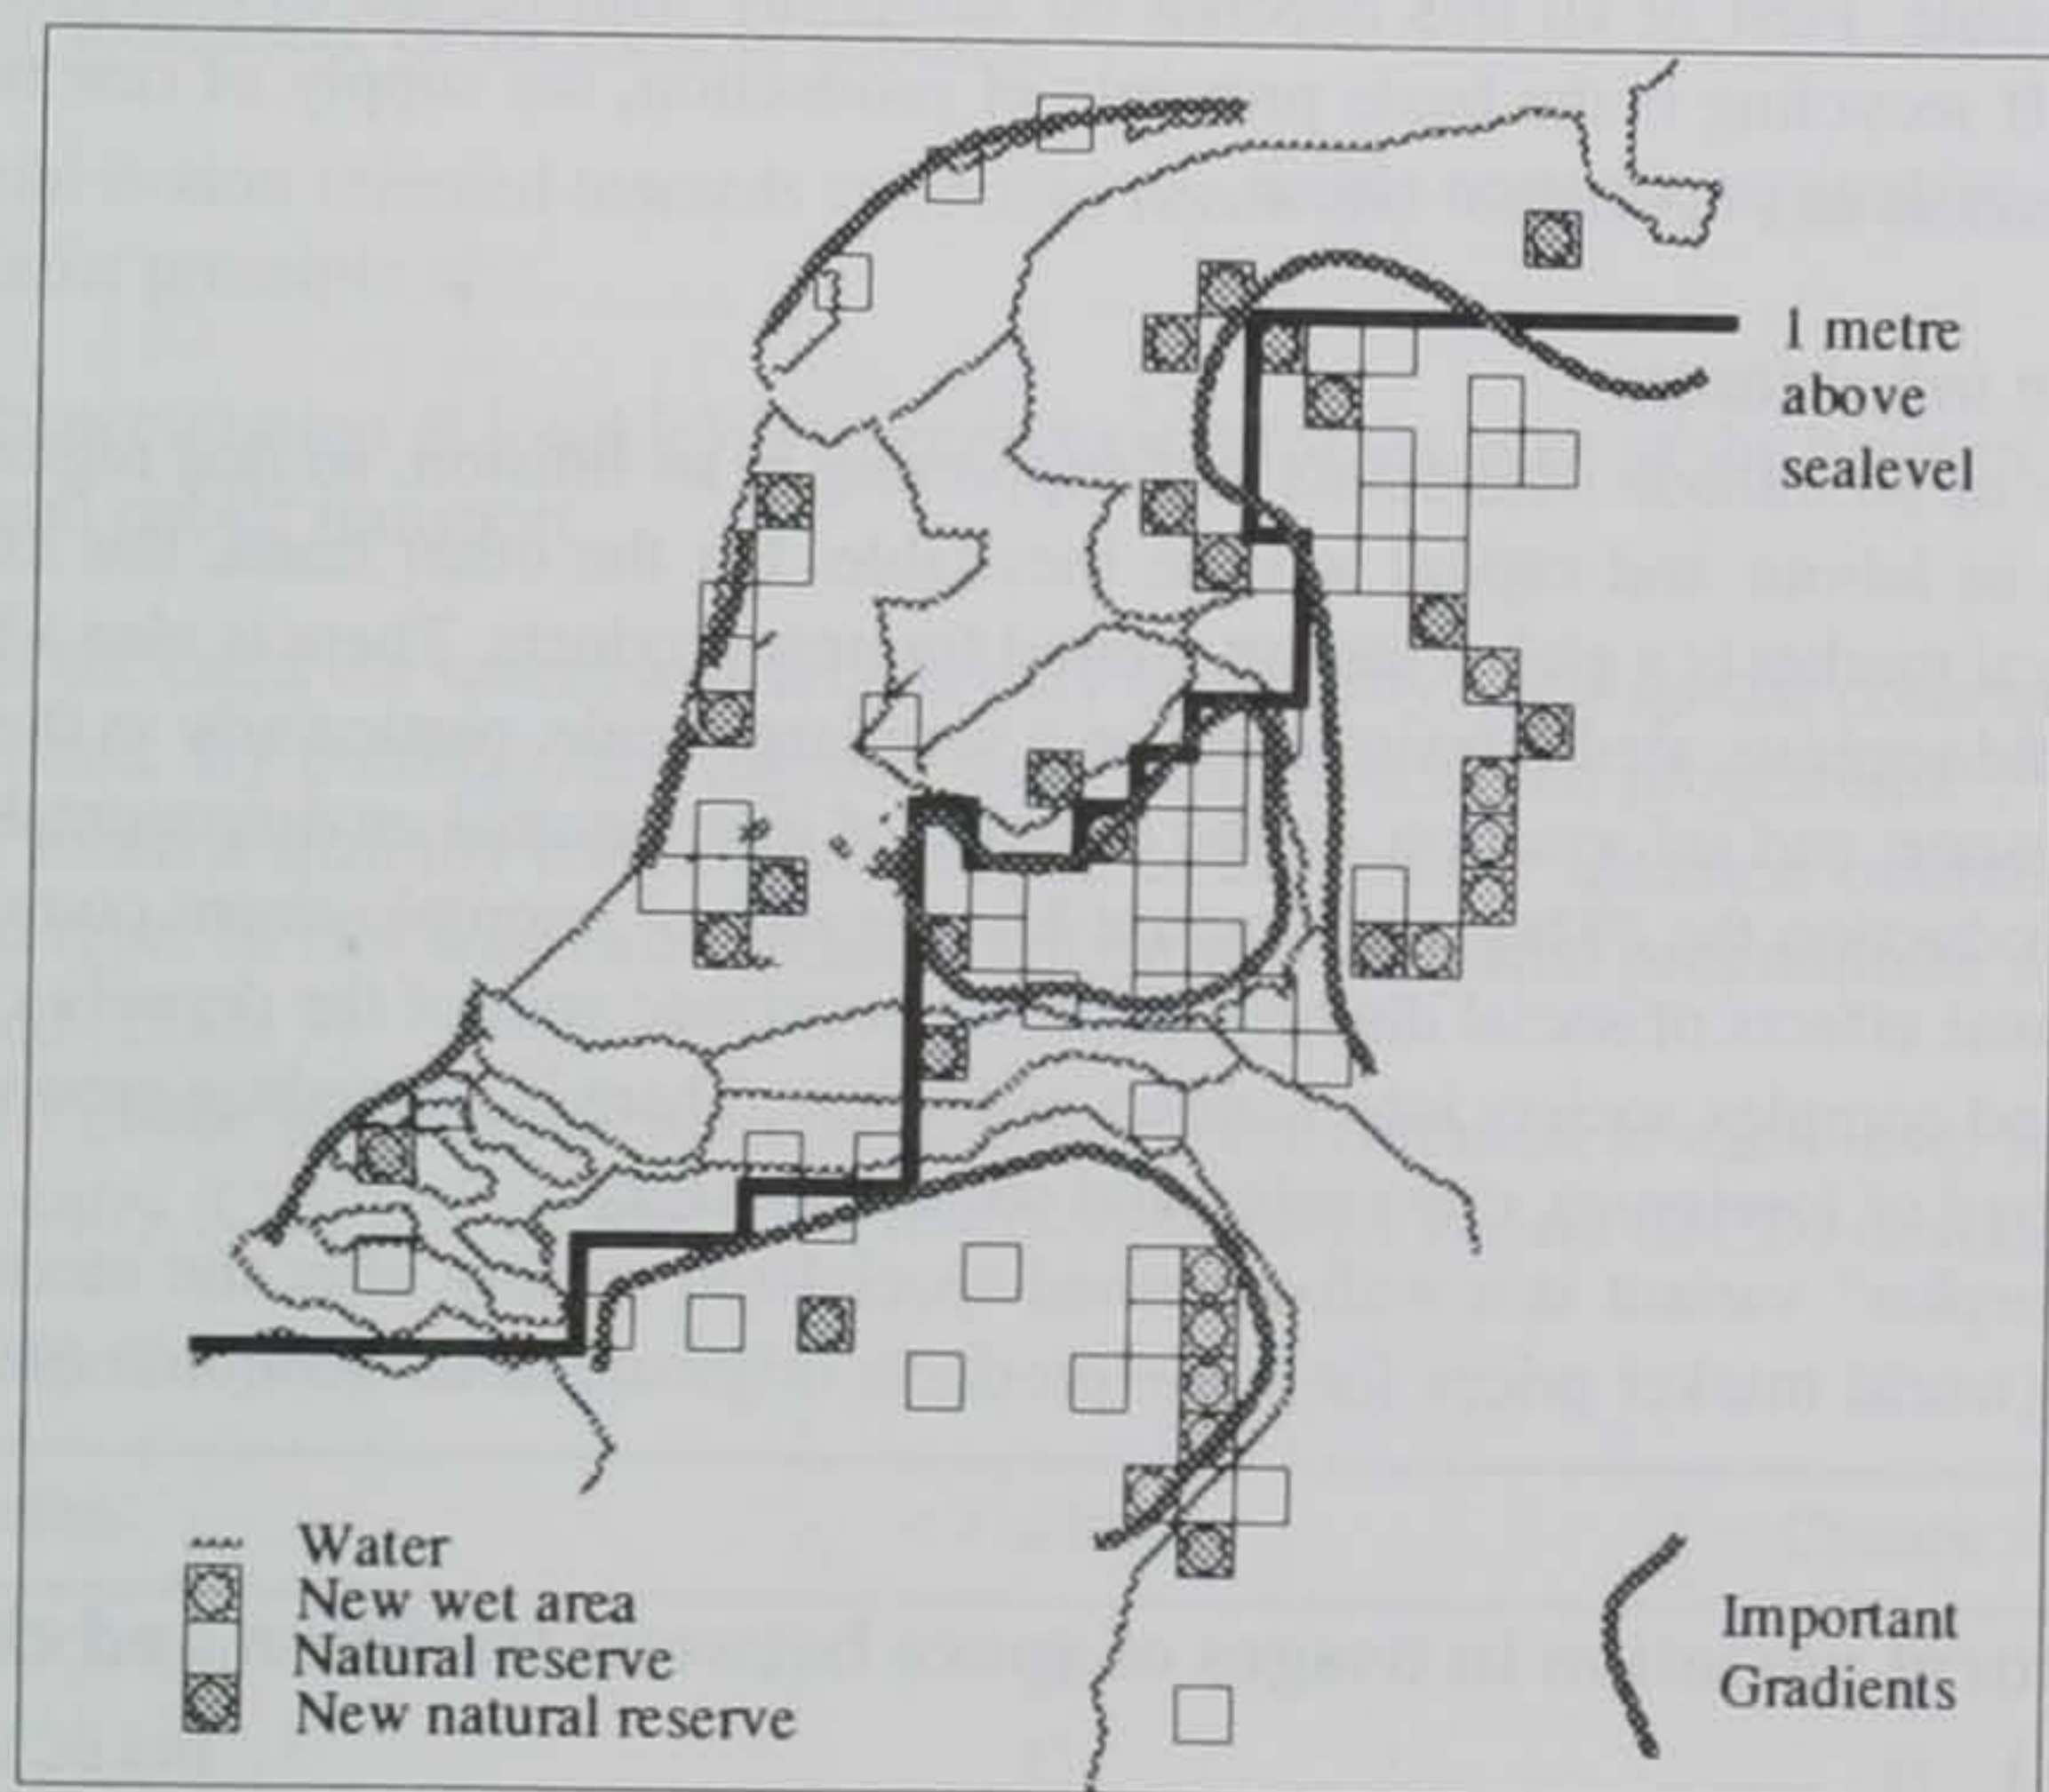 1 metre
above
sealevel
Water
New wet area
Natural reserve
New natural reserve
Important
Gradients